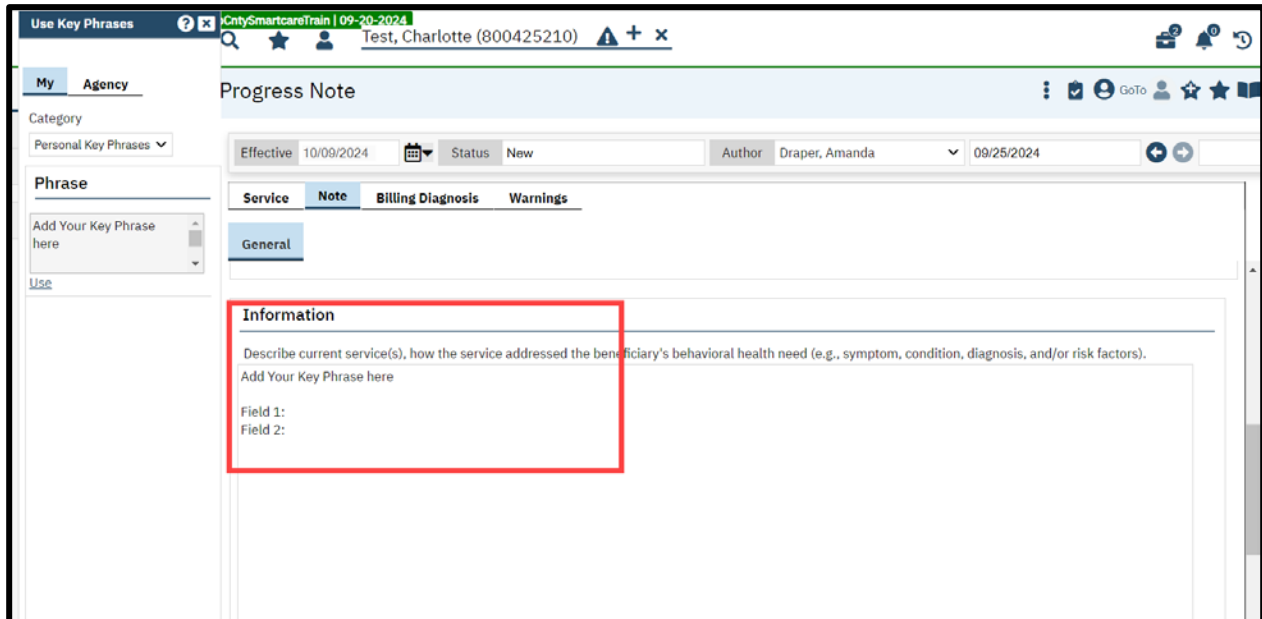 Use Key Phrases
CntySmartcareTrain | 09-20-2024
Test, Charlotte (800425210)
2
0
My Agency
Progress Note
GoTo
Category
Personal Key Phrases
Effective 10/09/2024 Status New Author Draper, Amanda 09/25/2024
Phrase
Service Note Billing Diagnosis Warnings
Add Your Key Phrase
here
General
Use
Information
Describe current service(s), how the service addressed the beneficiary's behavioral health need (e.g., symptom, condition, diagnosis, and/or risk factors).
Add Your Key Phrase here
Field 1:
Field 2: